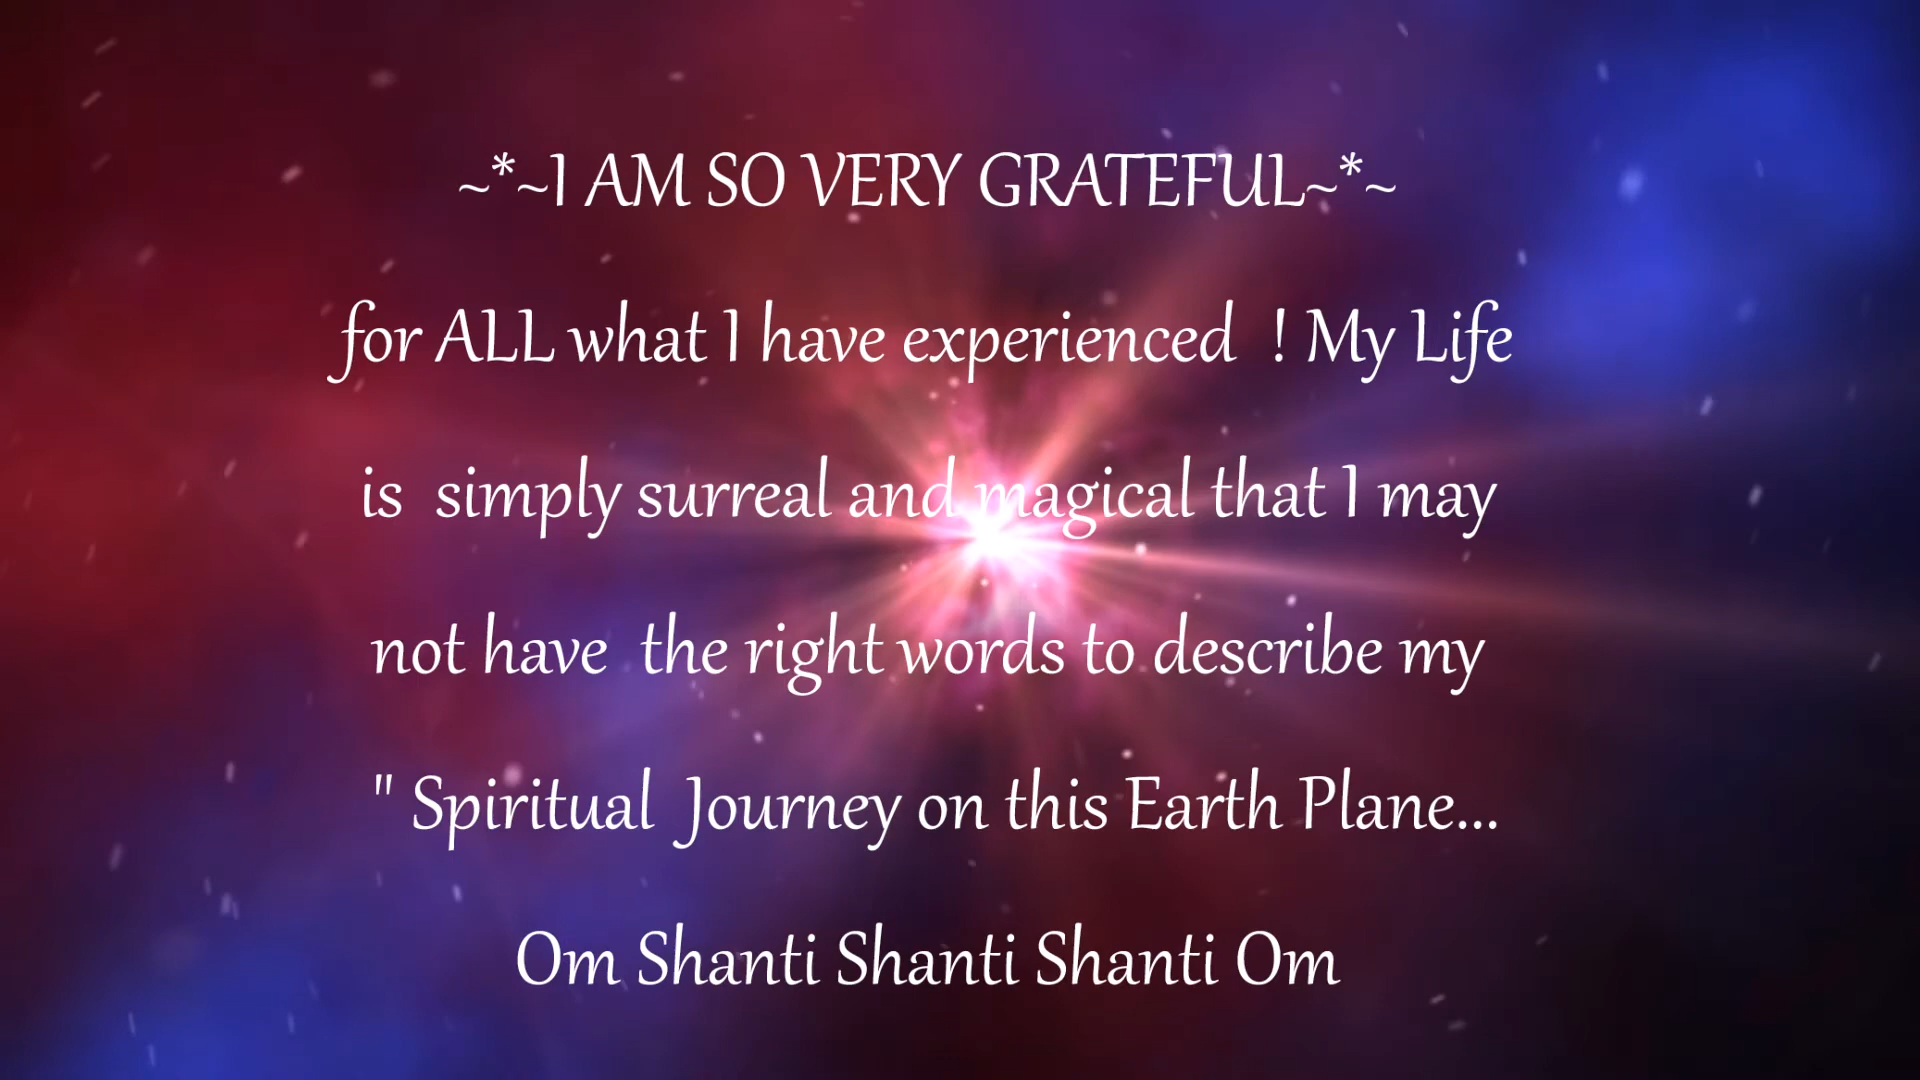 ~*~I AM SO VERY GRATEFUL~*~
for ALL what I have experienced  ! My Life
is  simply surreal and magical that I may
not have  the right words to describe my
" Spiritual  Journey on this Earth Plane...
Om Shanti Shanti Shanti Om